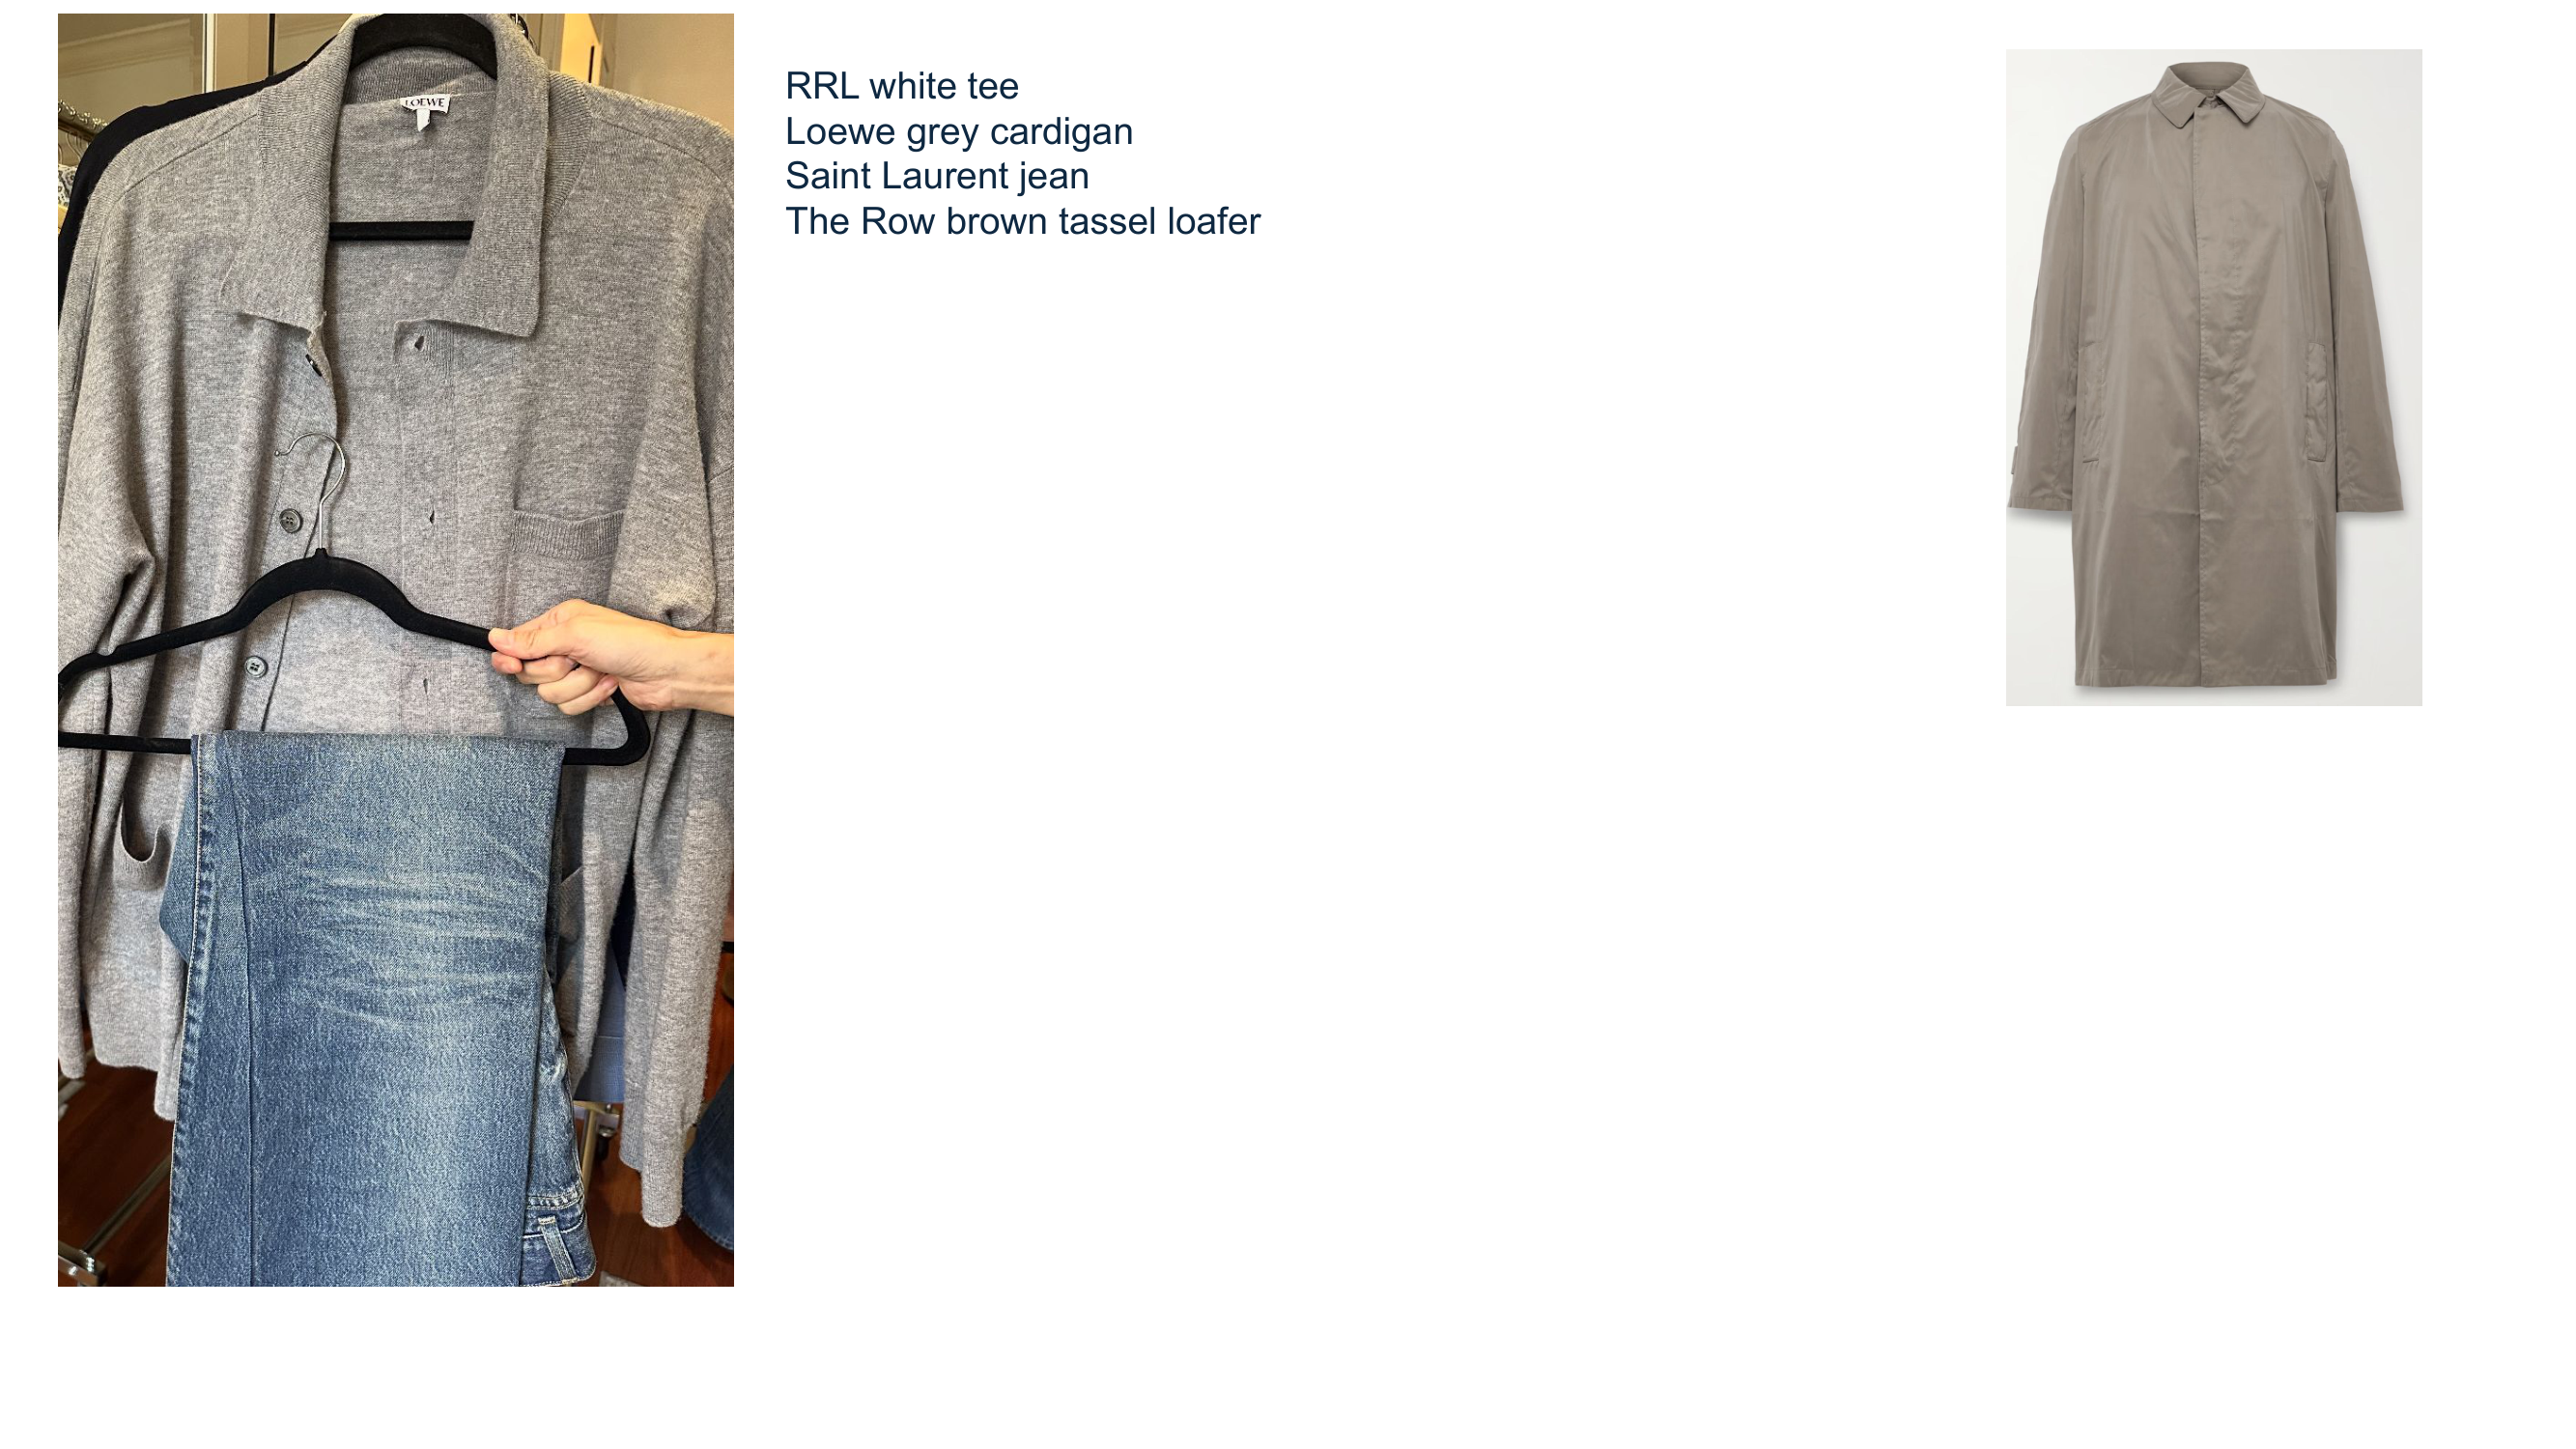 LOEWE
RRL white tee
Loewe grey cardigan
Saint Laurent jean
The Row brown tassel loafer